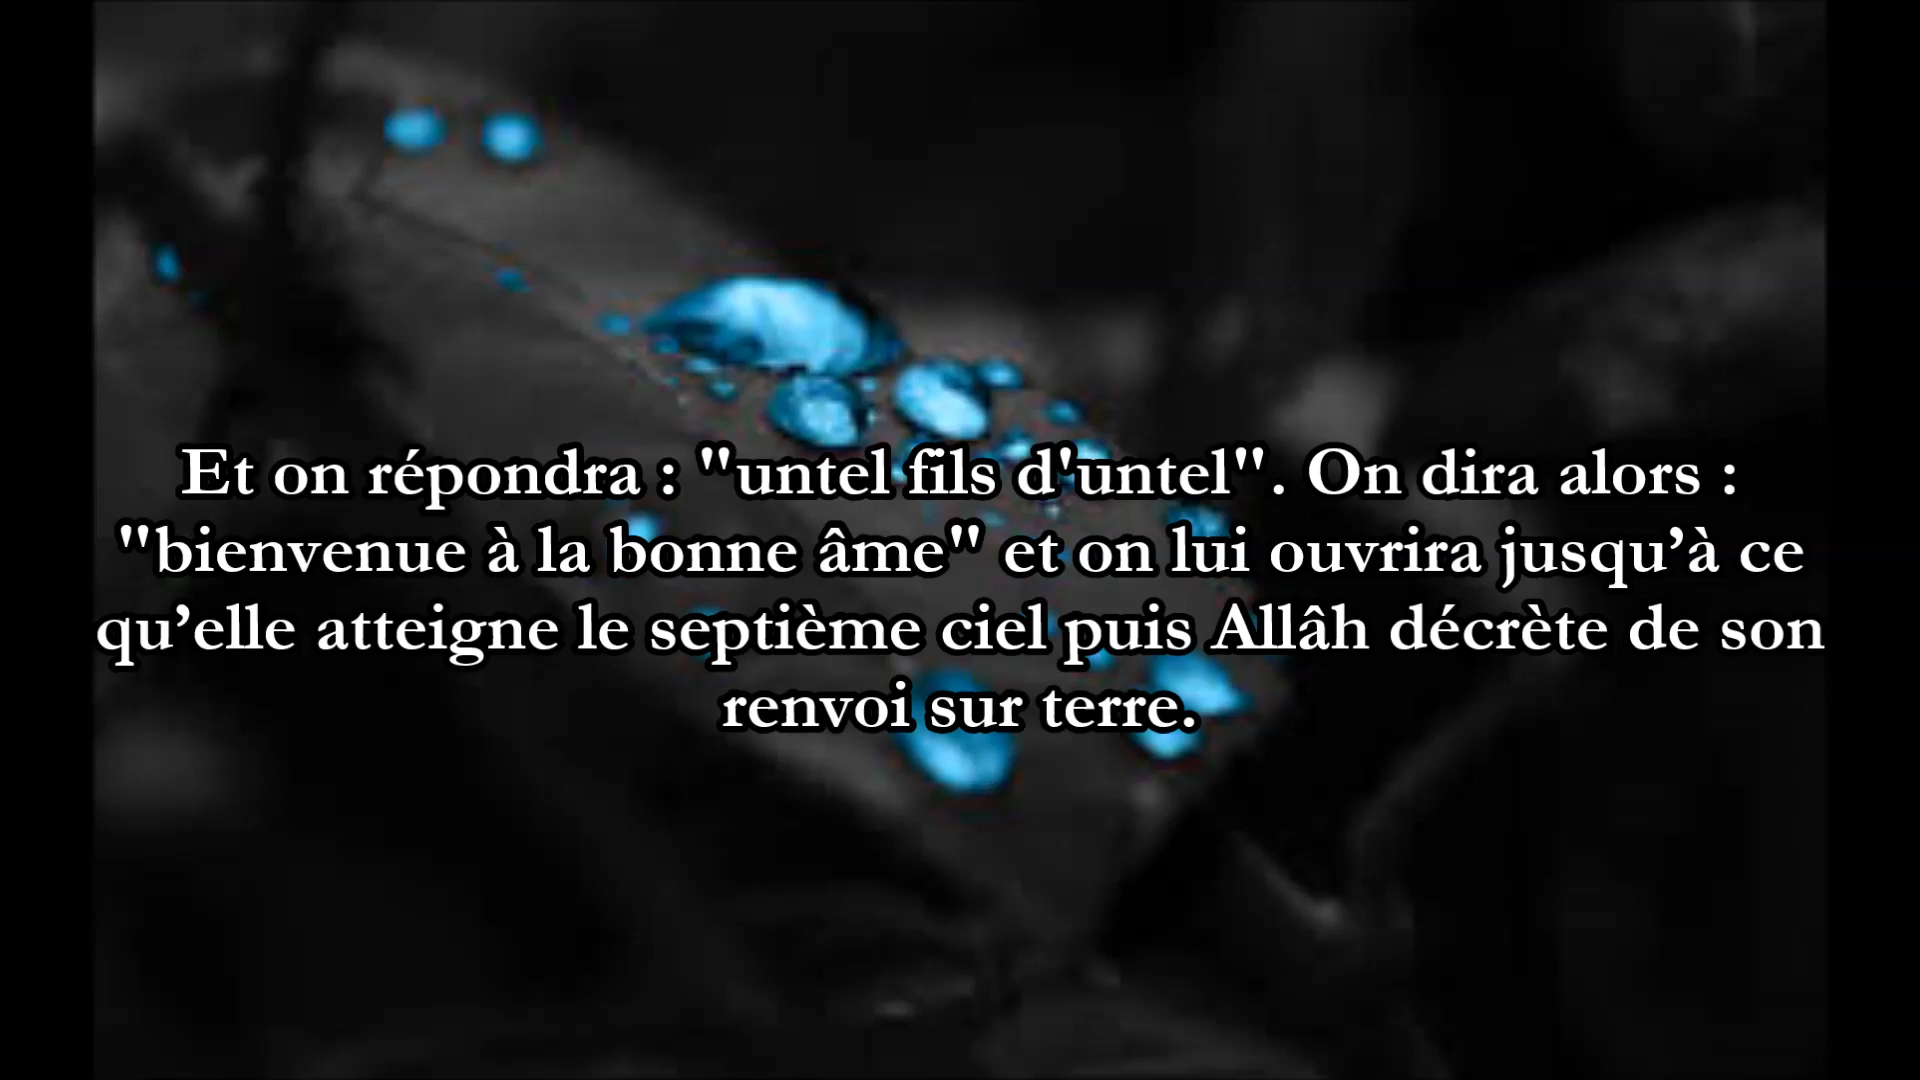 Et on répondra : "untel fils d'untel". On dira alors :
"bienvenue à la bonne âme" et on lui ouvrira jusqu’à ce
qu’elle atteigne le septième ciel puis Allâh décrète de son
renvoi sur terre.